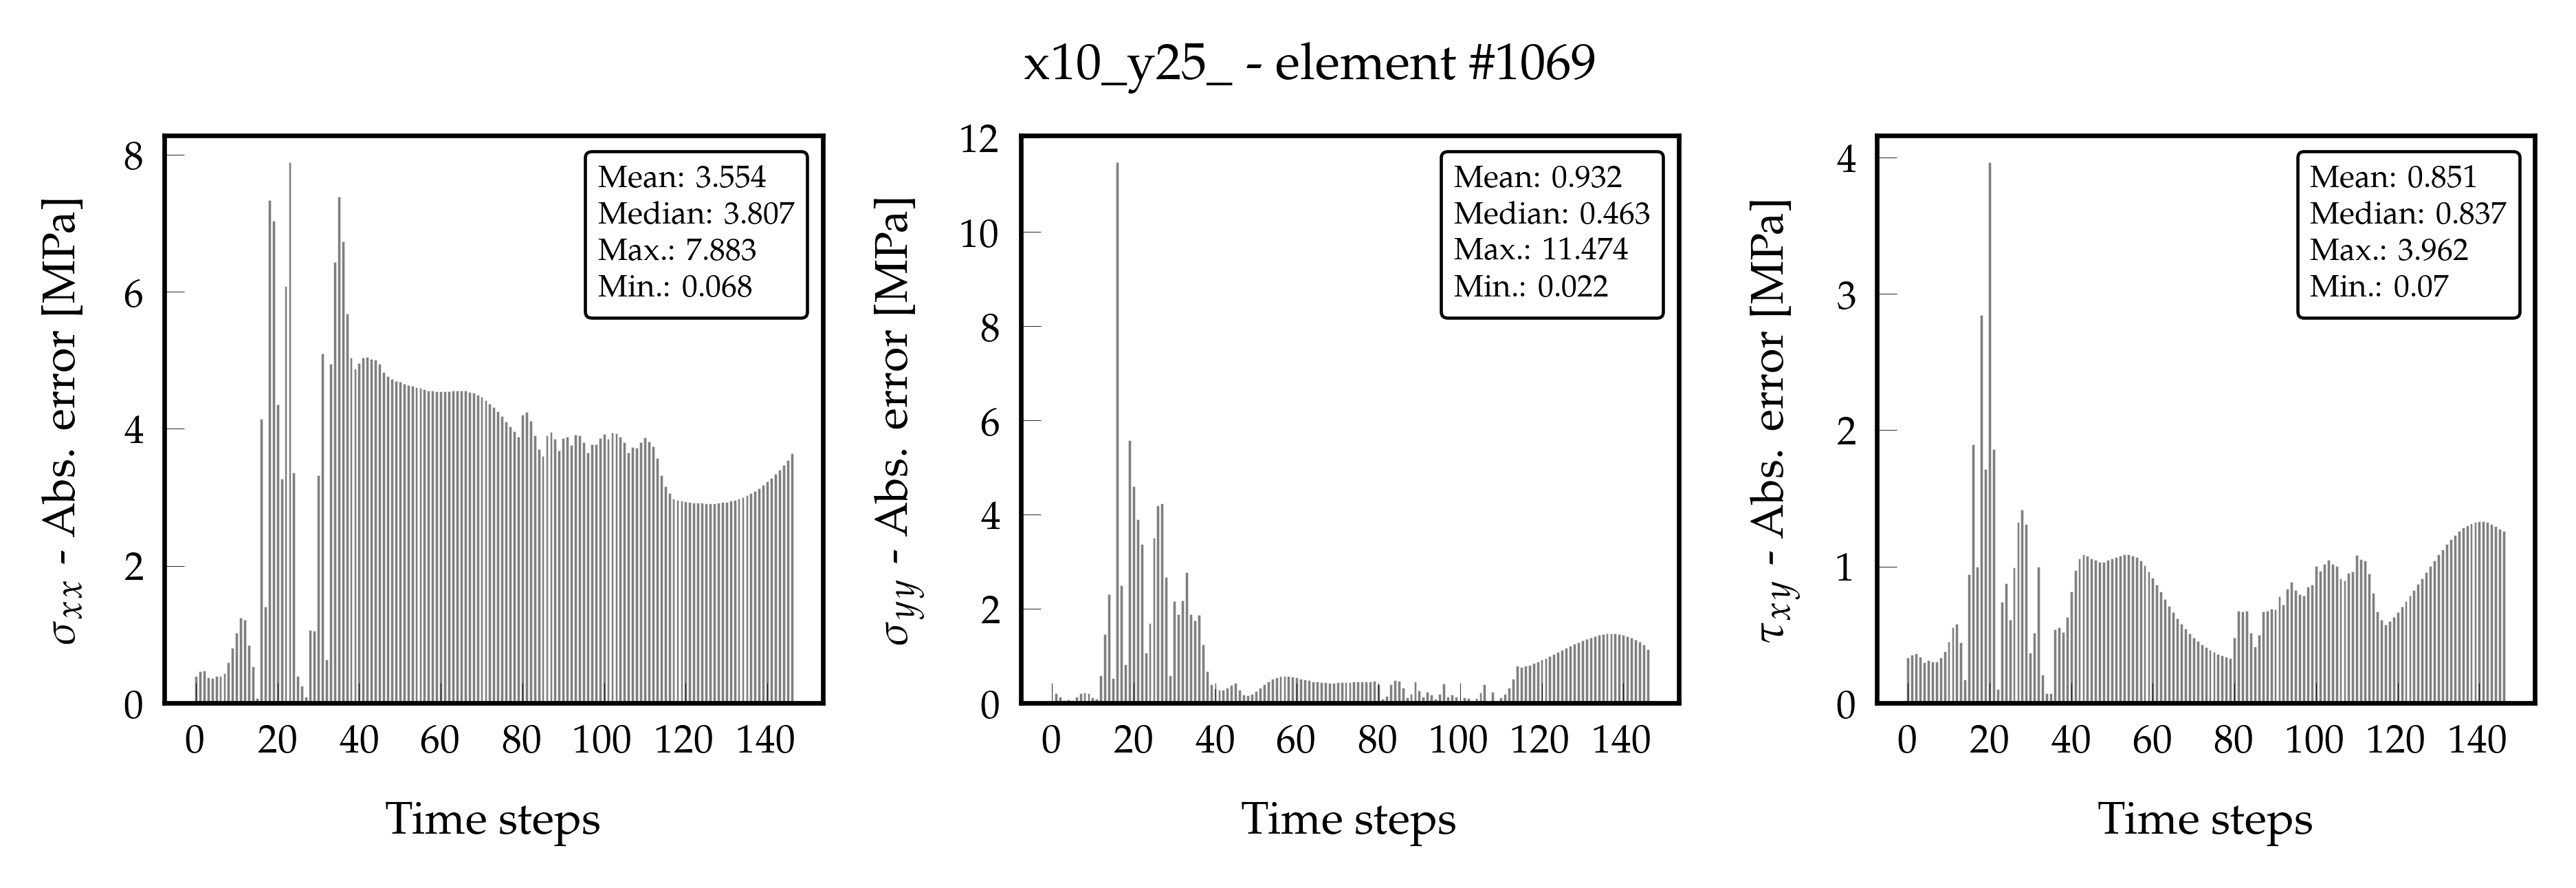 x10_y25_ - element #1069
σxx - Abs. error [MPa]
8
6
4
2
0
0 20 40 60 80 100 120 140
Time steps
Mean: 3.554
Median: 3.807
Max.: 7.883
Min.: 0.068
σyy - Abs. error [MPa]
12
10
8
6
4
2
0
0 20 40 60 80 100 120 140
Time steps
Mean: 0.932
Median: 0.463
Max.: 11.474
Min.: 0.022
τxy - Abs. error [MPa]
4
3
2
1
0
0 20 40 60 80 100 120 140
Time steps
Mean: 0.851
Median: 0.837
Max.: 3.962
Min.: 0.07